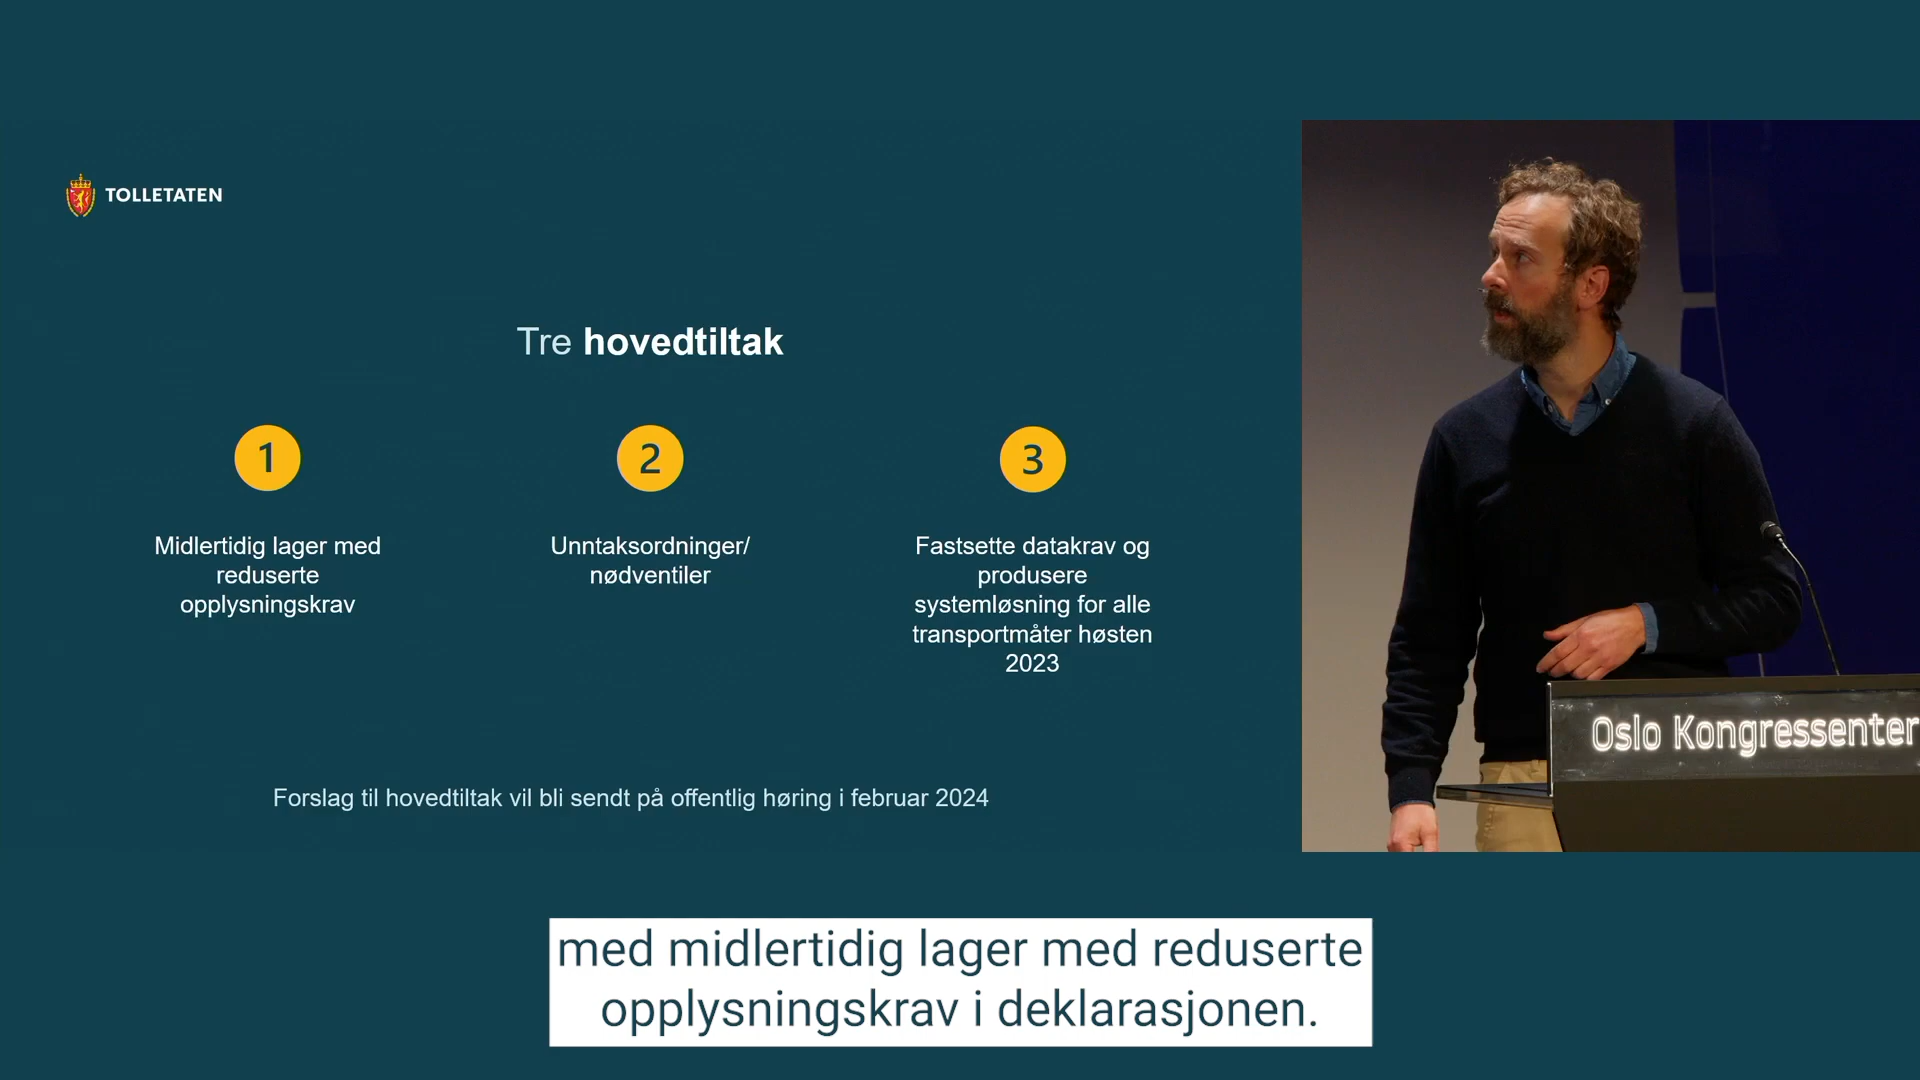 TOLLETATEN
Tre hovedtiltak
1
Midlertidig lager med
reduserte
opplysningskrav
2
Unntaksordninger/
nødventiler
3
Fastsette datakrav og
produsere
systemløsning for alle
transportmåter høsten
2023
Forslag til hovedtiltak vil bli sendt på offentlig høring i februar 2024
Oslo Kongressenter
med midlertidig lager med reduserte
opplysningskrav i deklarasjonen.